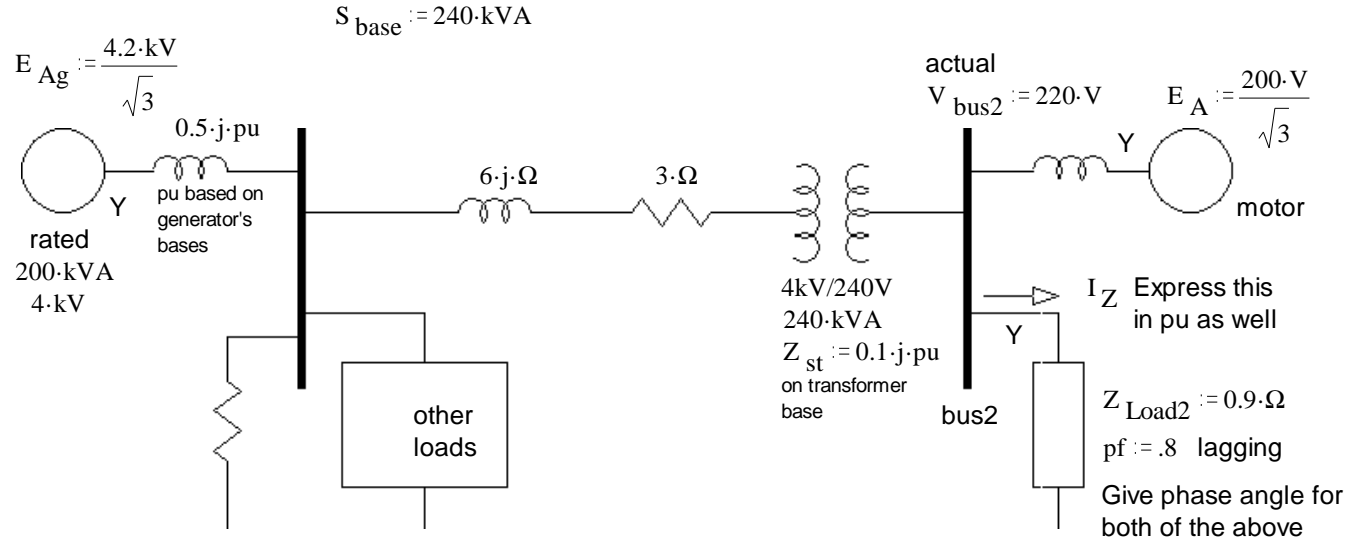 S base := 240·kVA
E Ag := 4.2·kV / √3
0.5·j·pu
Y
pu based on
generator's
bases
rated
200·kVA
4·kV
6·j·Ω
3·Ω
other
loads
4kV/240V
240·kVA
Z st := 0.1·j·pu
on transformer
base
actual
V bus2 := 220·V
E A := 200·V / √3
Y
motor
I Z Express this
in pu as well
Y
bus2
Z Load2 := 0.9·Ω
pf := .8 lagging
Give phase angle for
both of the above